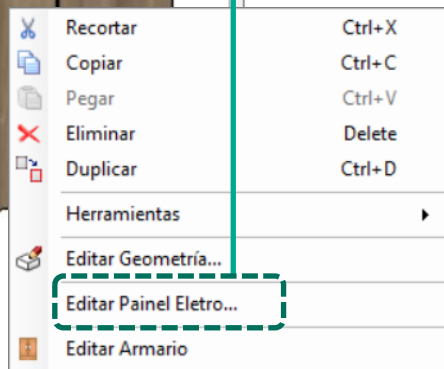 Recortar Ctrl+X
Copiar Ctrl+C
Pegar Ctrl+V
Eliminar Delete
Duplicar Ctrl+D
Herramientas
Editar Geometría...
Editar Painel Eletro...
Editar Armario